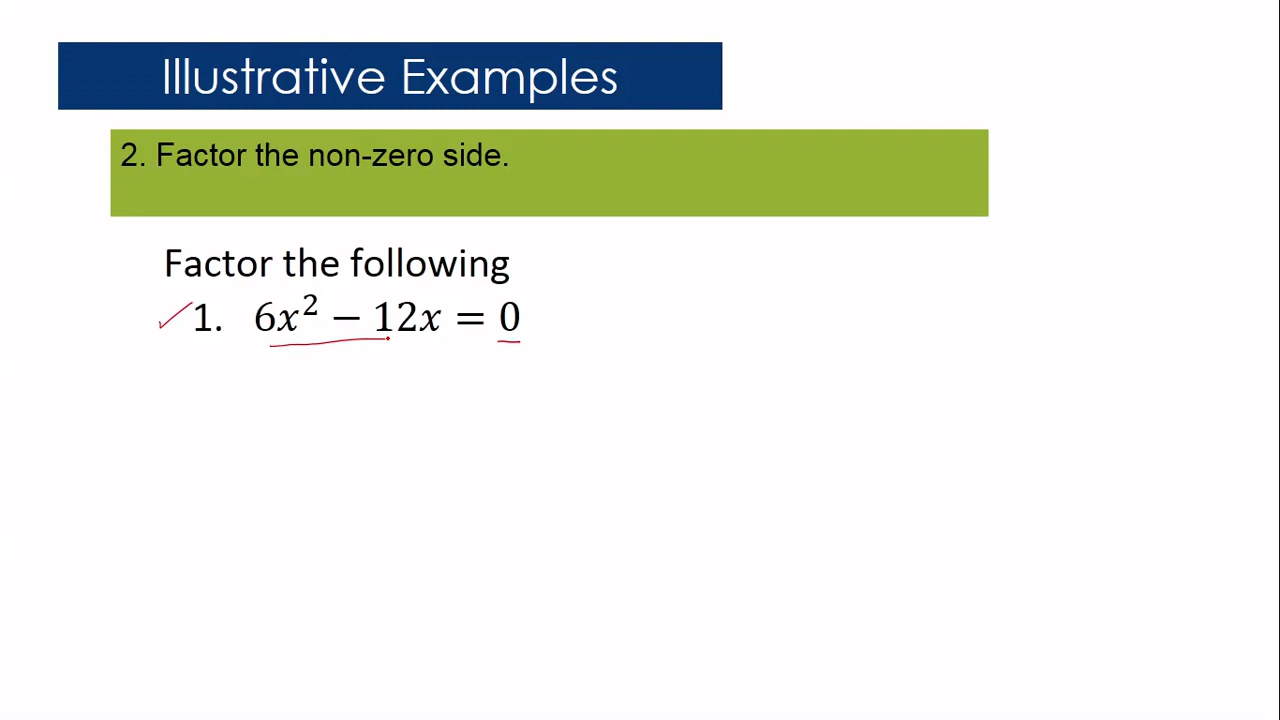 Illustrative Examples
2. Factor the non-zero side.
Factor the following
1. 6x² − 12x = 0